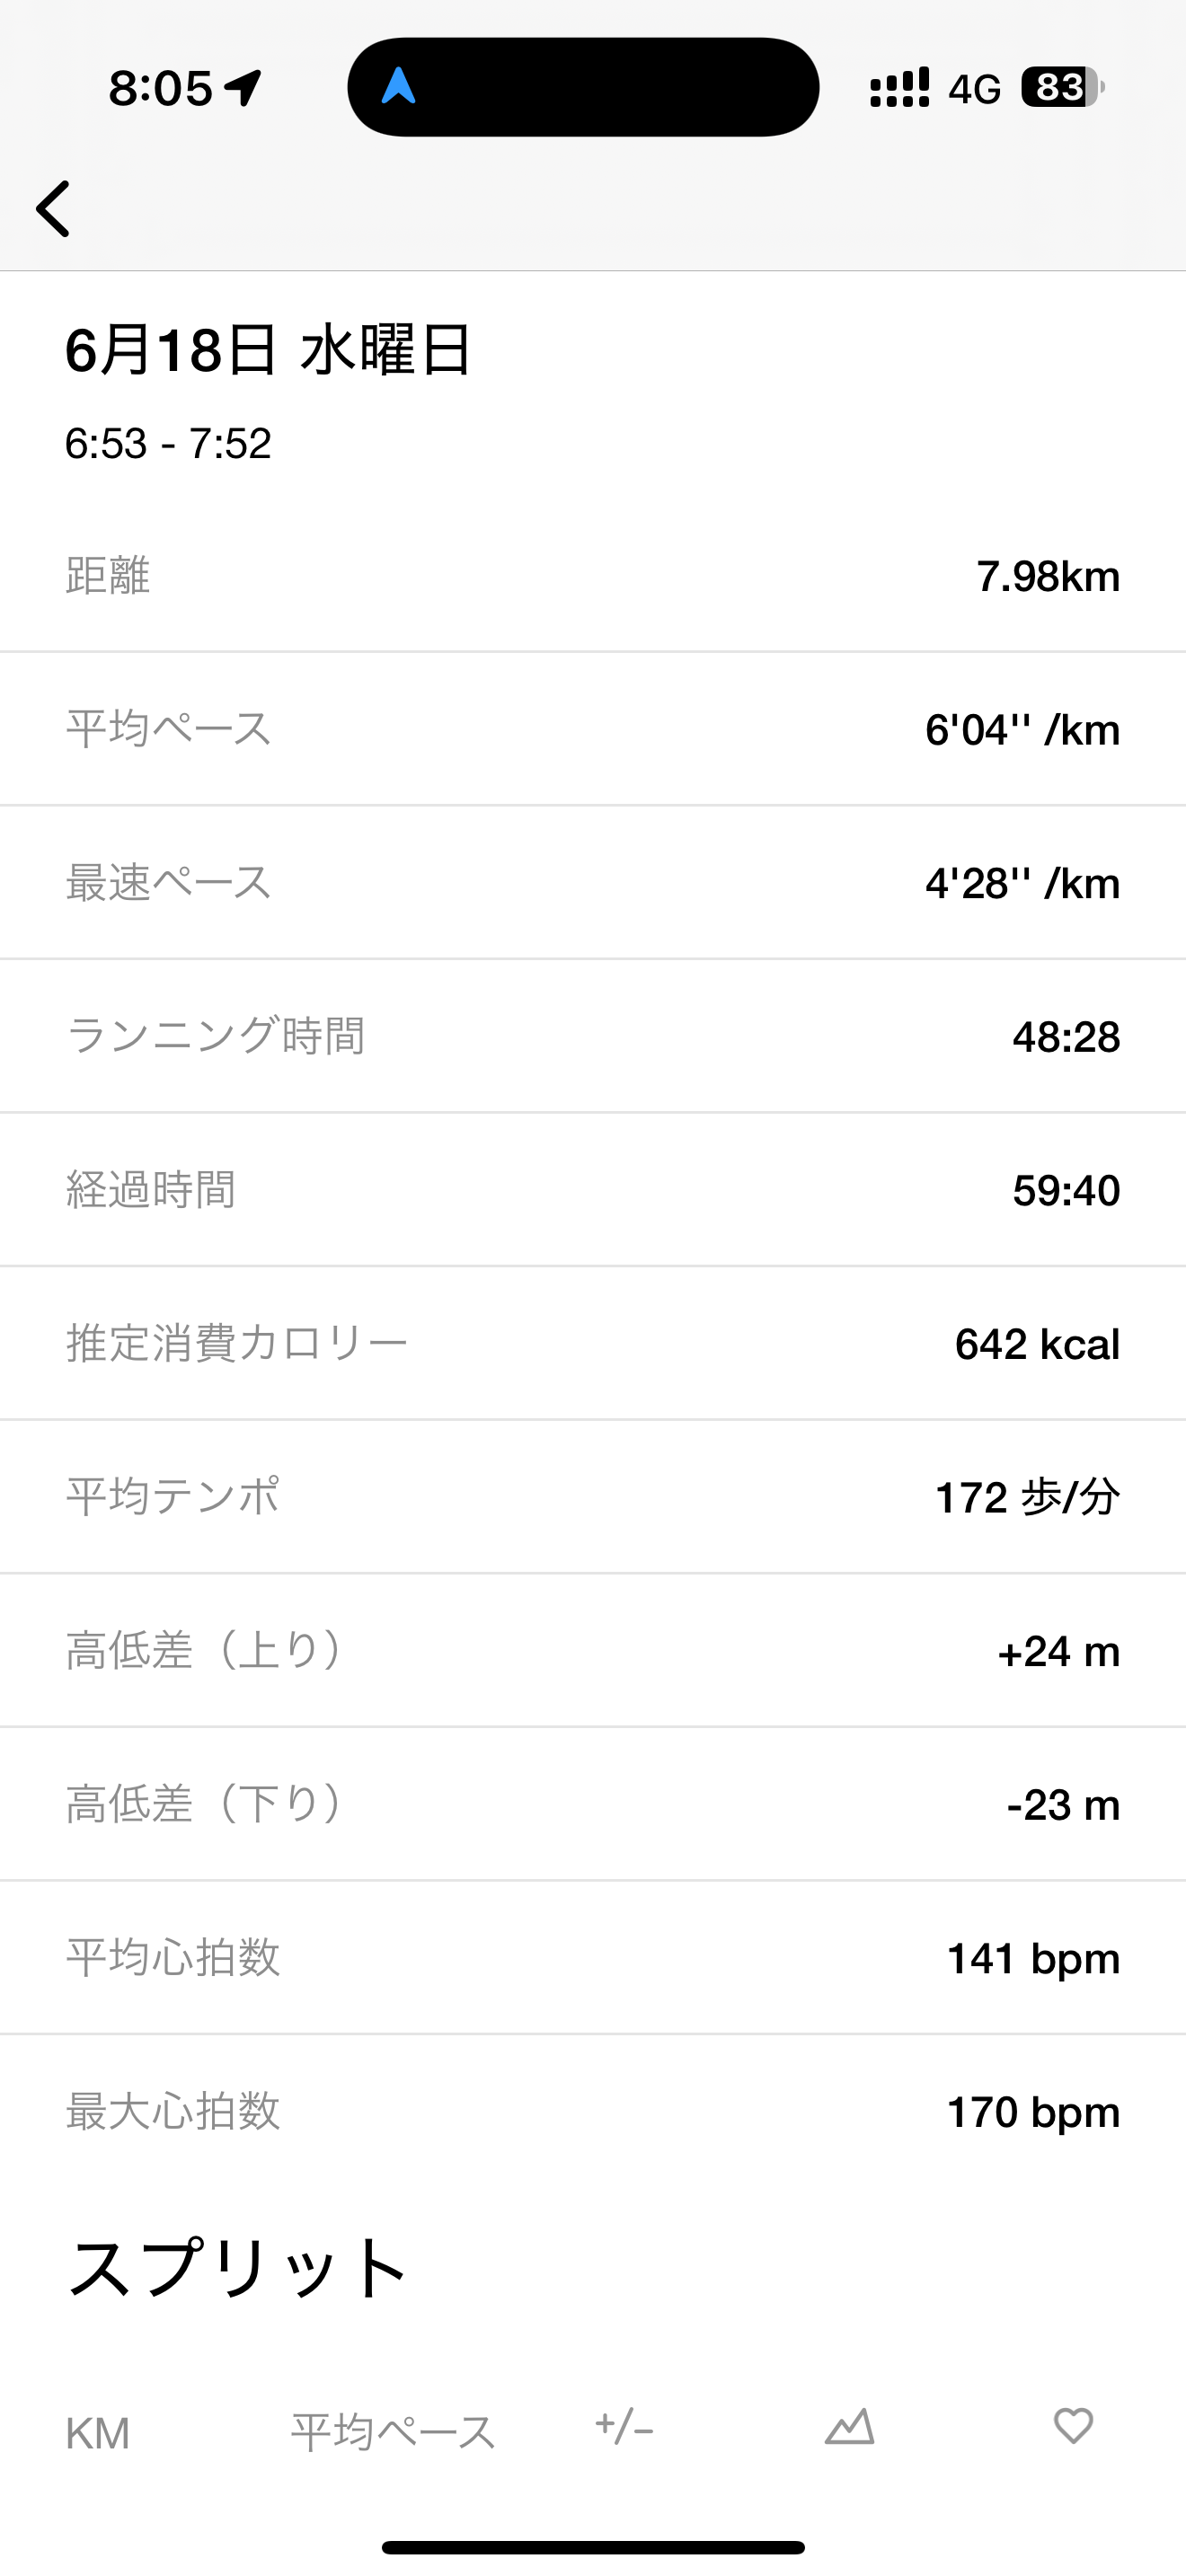 8:05 4G 83
6月18日 水曜日
6:53 - 7:52
距離 7.98km
平均ペース 6'04'' /km
最速ペース 4'28'' /km
ランニング時間 48:28
経過時間 59:40
推定消費カロリー 642 kcal
平均テンポ 172 歩/分
高低差（上り） +24 m
高低差（下り） -23 m
平均心拍数 141 bpm
最大心拍数 170 bpm
スプリット
KM 平均ペース +/-